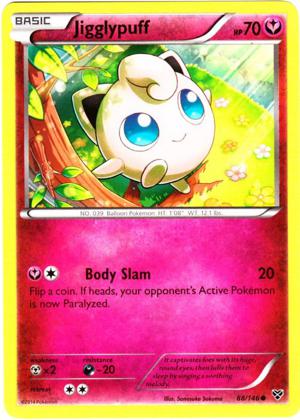 BASIC
Jigglypuff
HP70
NO. 039 Balloon Pokémon HT: 1'08" WT: 12.1 lbs.
Body Slam 20
Flip a coin. If heads, your opponent's Active Pokémon
is now Paralyzed.
weakness resistance
×2 -20
retreat
It captivates foes with its huge,
round eyes, then lulls them to
sleep by singing a soothing
melody.
Illus. Sanosuke Sakuma
88/146
©2014 Pokémon